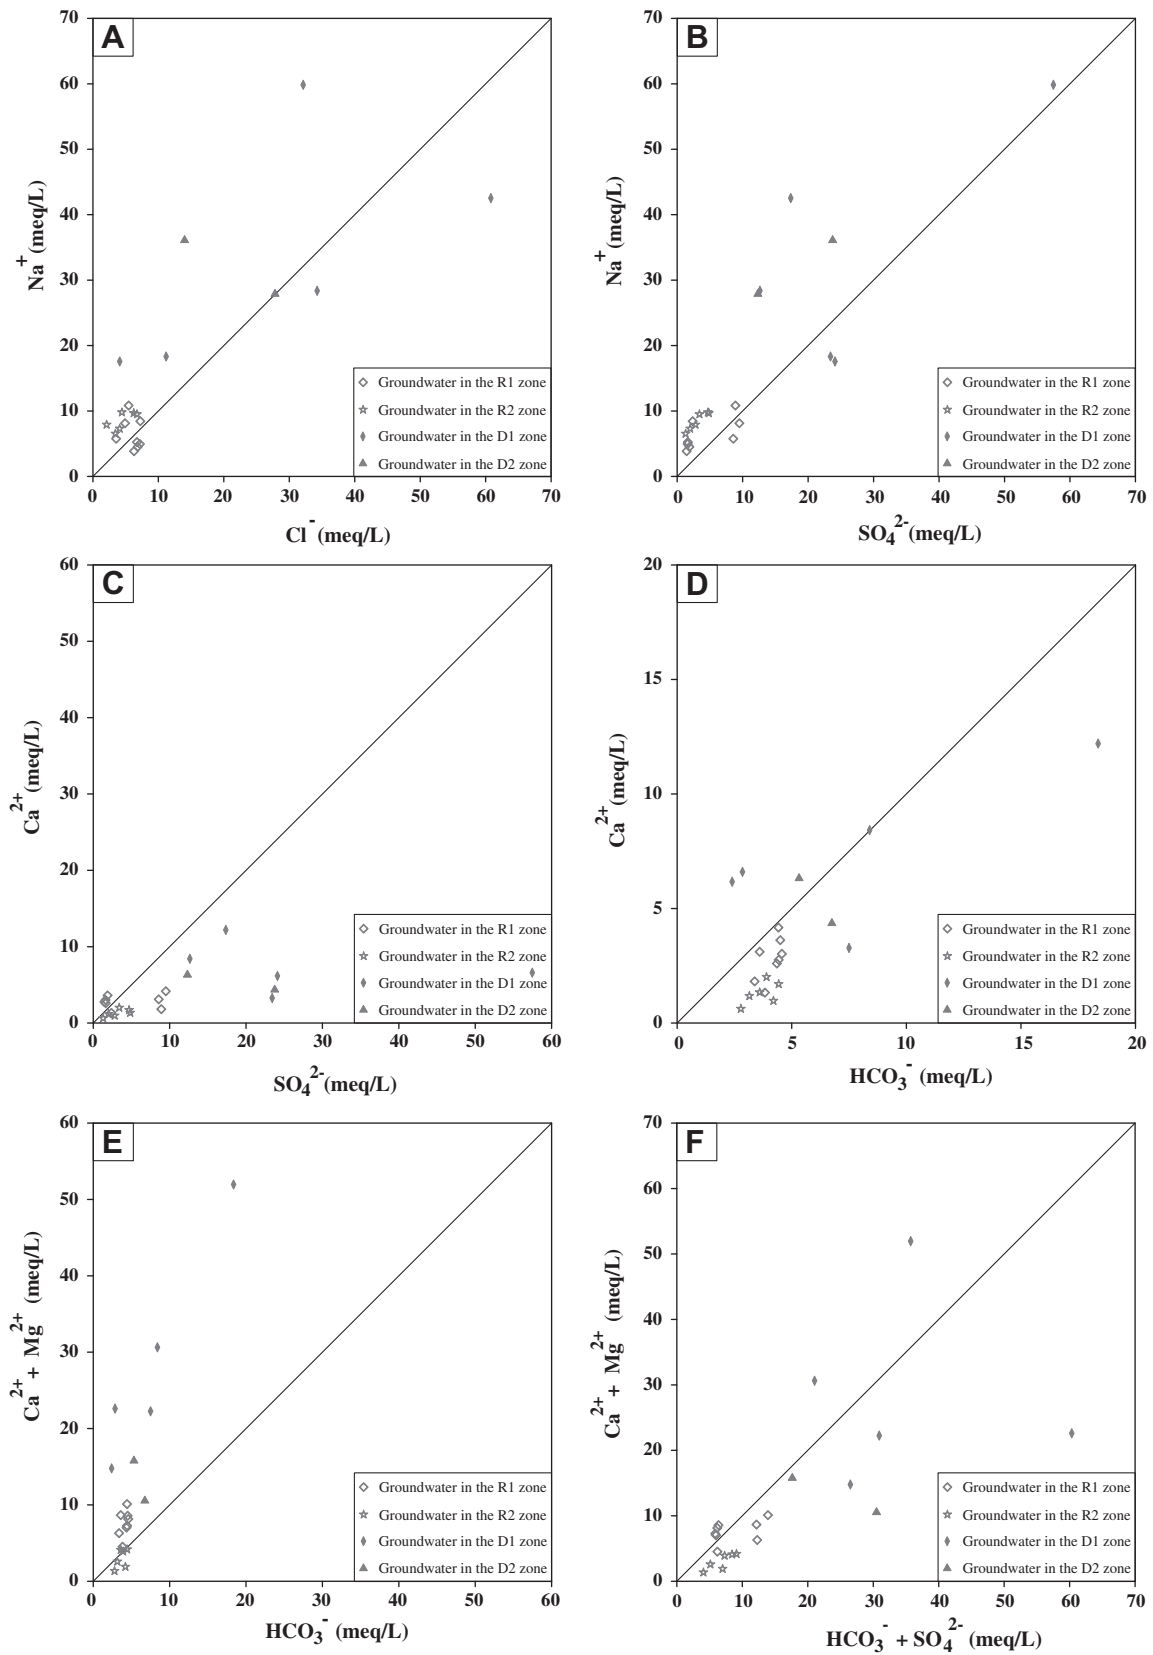 A
70
60
50
40
30
20
10
0
Na+ (meq/L)
0 10 20 30 40 50 60 70
Cl- (meq/L)
Groundwater in the R1 zone
Groundwater in the R2 zone
Groundwater in the D1 zone
Groundwater in the D2 zone
B
70
60
50
40
30
20
10
0
Na+ (meq/L)
0 10 20 30 40 50 60 70
SO4 2-(meq/L)
Groundwater in the R1 zone
Groundwater in the R2 zone
Groundwater in the D1 zone
Groundwater in the D2 zone
C
60
50
40
30
20
10
0
Ca2+ (meq/L)
0 10 20 30 40 50 60
SO4 2-(meq/L)
Groundwater in the R1 zone
Groundwater in the R2 zone
Groundwater in the D1 zone
Groundwater in the D2 zone
D
20
15
10
5
0
Ca2+ (meq/L)
0 5 10 15 20
HCO3- (meq/L)
Groundwater in the R1 zone
Groundwater in the R2 zone
Groundwater in the D1 zone
Groundwater in the D2 zone
E
60
50
40
30
20
10
0
Ca2+ + Mg2+ (meq/L)
0 10 20 30 40 50 60
HCO3- (meq/L)
Groundwater in the R1 zone
Groundwater in the R2 zone
Groundwater in the D1 zone
Groundwater in the D2 zone
F
70
60
50
40
30
20
10
0
Ca2+ + Mg2+ (meq/L)
0 10 20 30 40 50 60 70
HCO3- + SO4 2- (meq/L)
Groundwater in the R1 zone
Groundwater in the R2 zone
Groundwater in the D1 zone
Groundwater in the D2 zone